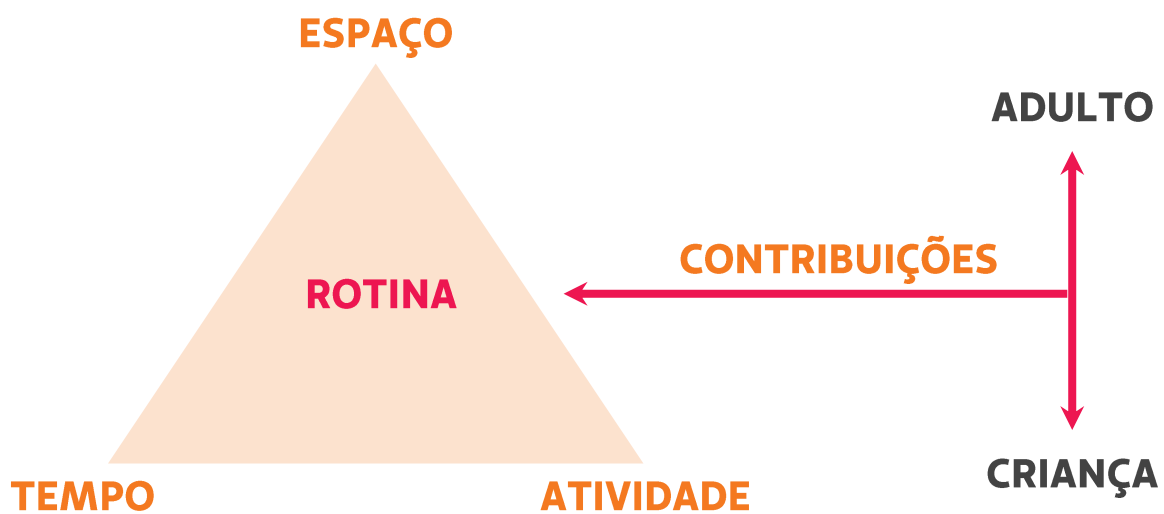 ESPAÇO
ADULTO
CONTRIBUIÇÕES
ROTINA
CRIANÇA
TEMPO
ATIVIDADE